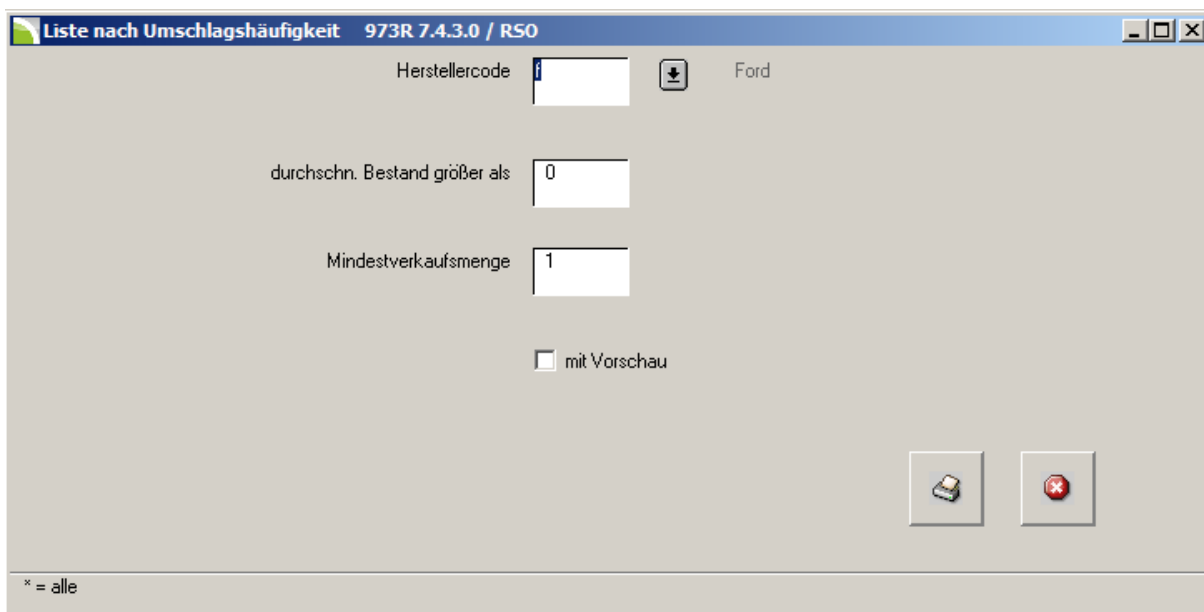 Liste nach Umschlagshäufigkeit 973R 7.4.3.0 / RSO
Herstellercode f Ford
durchschn. Bestand größer als 0
Mindestverkaufsmenge 1
mit Vorschau
* = alle